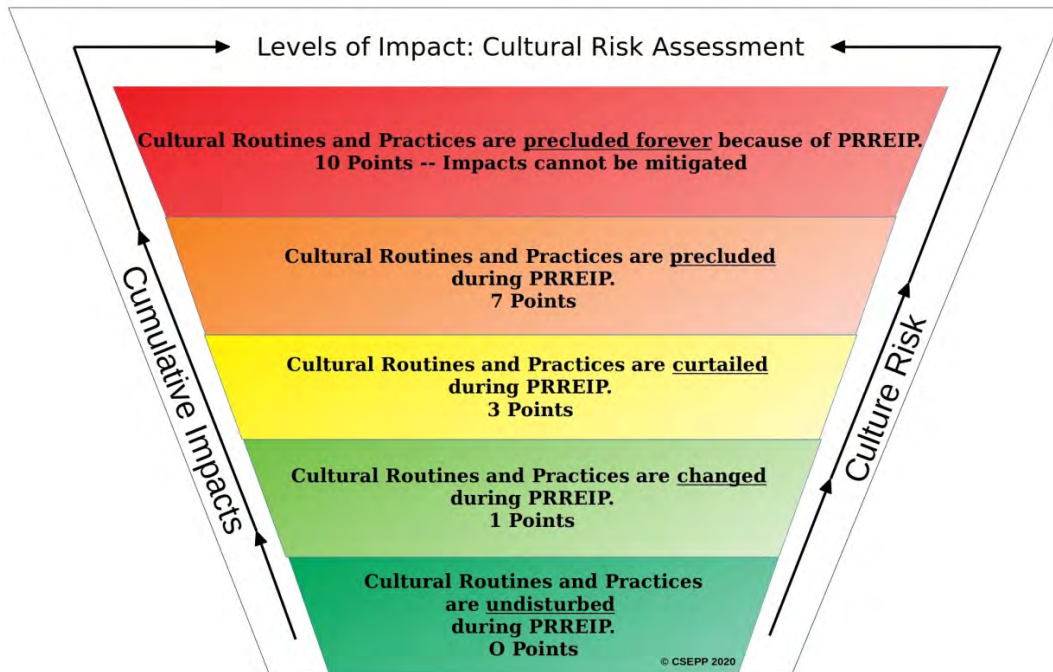 Levels of Impact: Cultural Risk Assessment
Cultural Routines and Practices are precluded forever because of PRREIP.
10 Points -- Impacts cannot be mitigated
Cultural Routines and Practices are precluded
during PRREIP.
7 Points
Cultural Routines and Practices are curtailed
during PRREIP.
3 Points
Cultural Routines and Practices are changed
during PRREIP.
1 Points
Cultural Routines and Practices
are undisturbed
during PRREIP.
O Points
Cumulative Impacts
Culture Risk
© CSEPP 2020